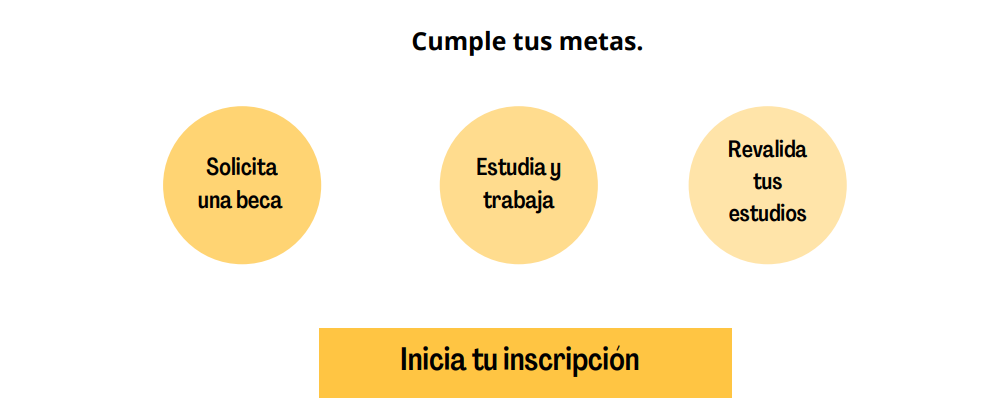 Cumple tus metas.
Solicita
una beca
Estudia y
trabaja
Revalida
tus
estudios
Inicia tu inscripción